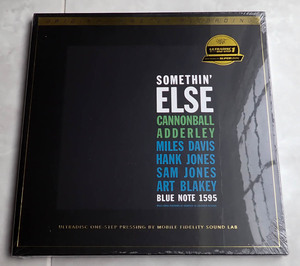 SOMETHIN'
ELSE
CANNONBALL
ADDERLEY
MILES DAVIS
HANK JONES
SAM JONES
ART BLAKEY
BLUE NOTE 1595
ULTRADISC ONE-STEP PRESSING BY MOBILE FIDELITY SOUND LAB